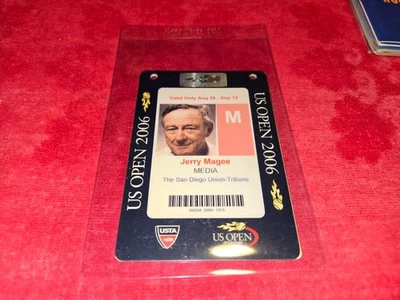 Valid Only Aug 28 - Sep 10
US OPEN 2006
M
US OPEN 2006
Jerry Magee
MEDIA
The San Diego Union-Tribune
USTA
US OPEN